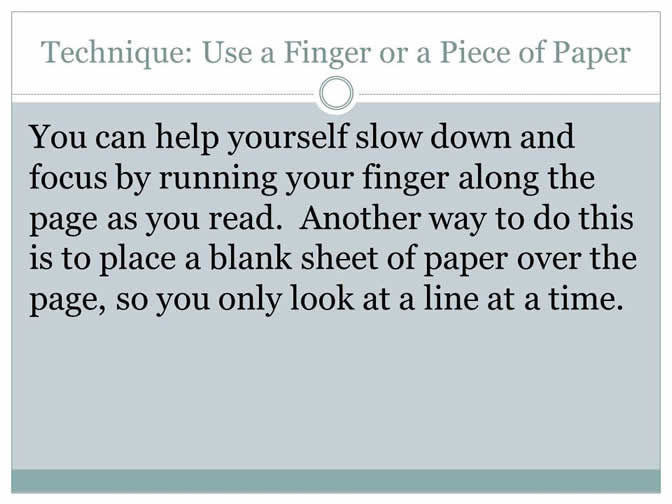 Technique: Use a Finger or a Piece of Paper
You can help yourself slow down and
focus by running your finger along the
page as you read.  Another way to do this
is to place a blank sheet of paper over the
page, so you only look at a line at a time.